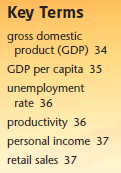 Key Terms
gross domestic
product (GDP) 34
GDP per capita 35
unemployment
rate 36
productivity 36
personal income 37
retail sales 37